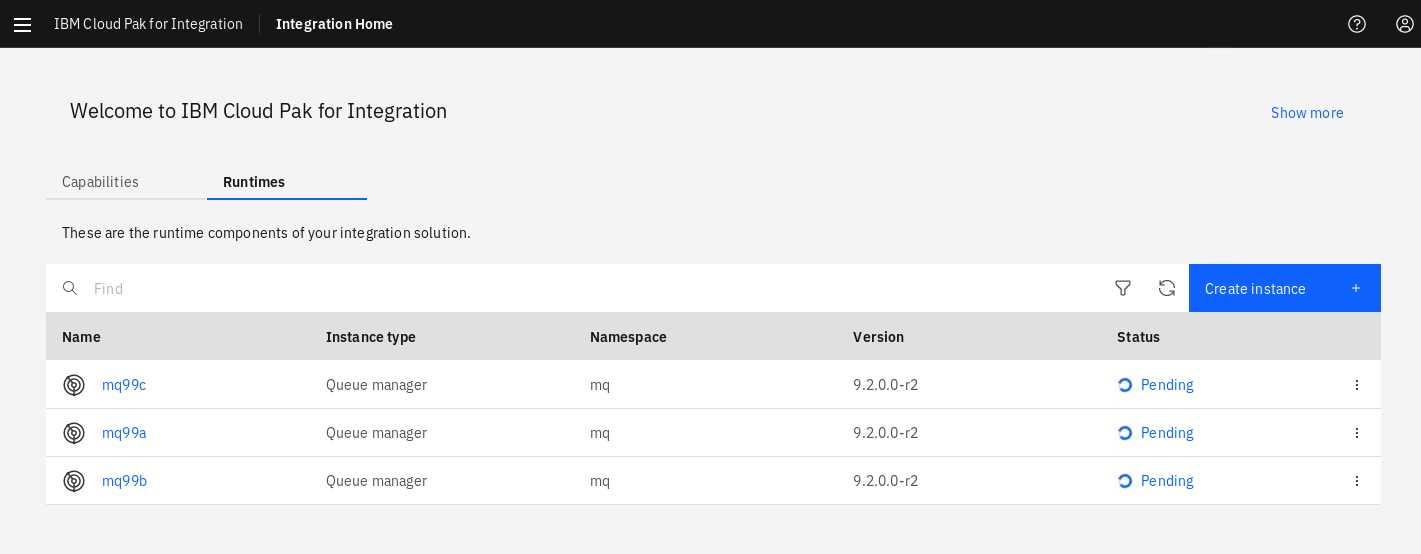 IBM Cloud Pak for Integration Integration Home
Welcome to IBM Cloud Pak for Integration Show more
Capabilities Runtimes
These are the runtime components of your integration solution.
Find Create instance +
Name Instance type Namespace Version Status
mq99c Queue manager mq 9.2.0.0-r2 Pending
mq99a Queue manager mq 9.2.0.0-r2 Pending
mq99b Queue manager mq 9.2.0.0-r2 Pending